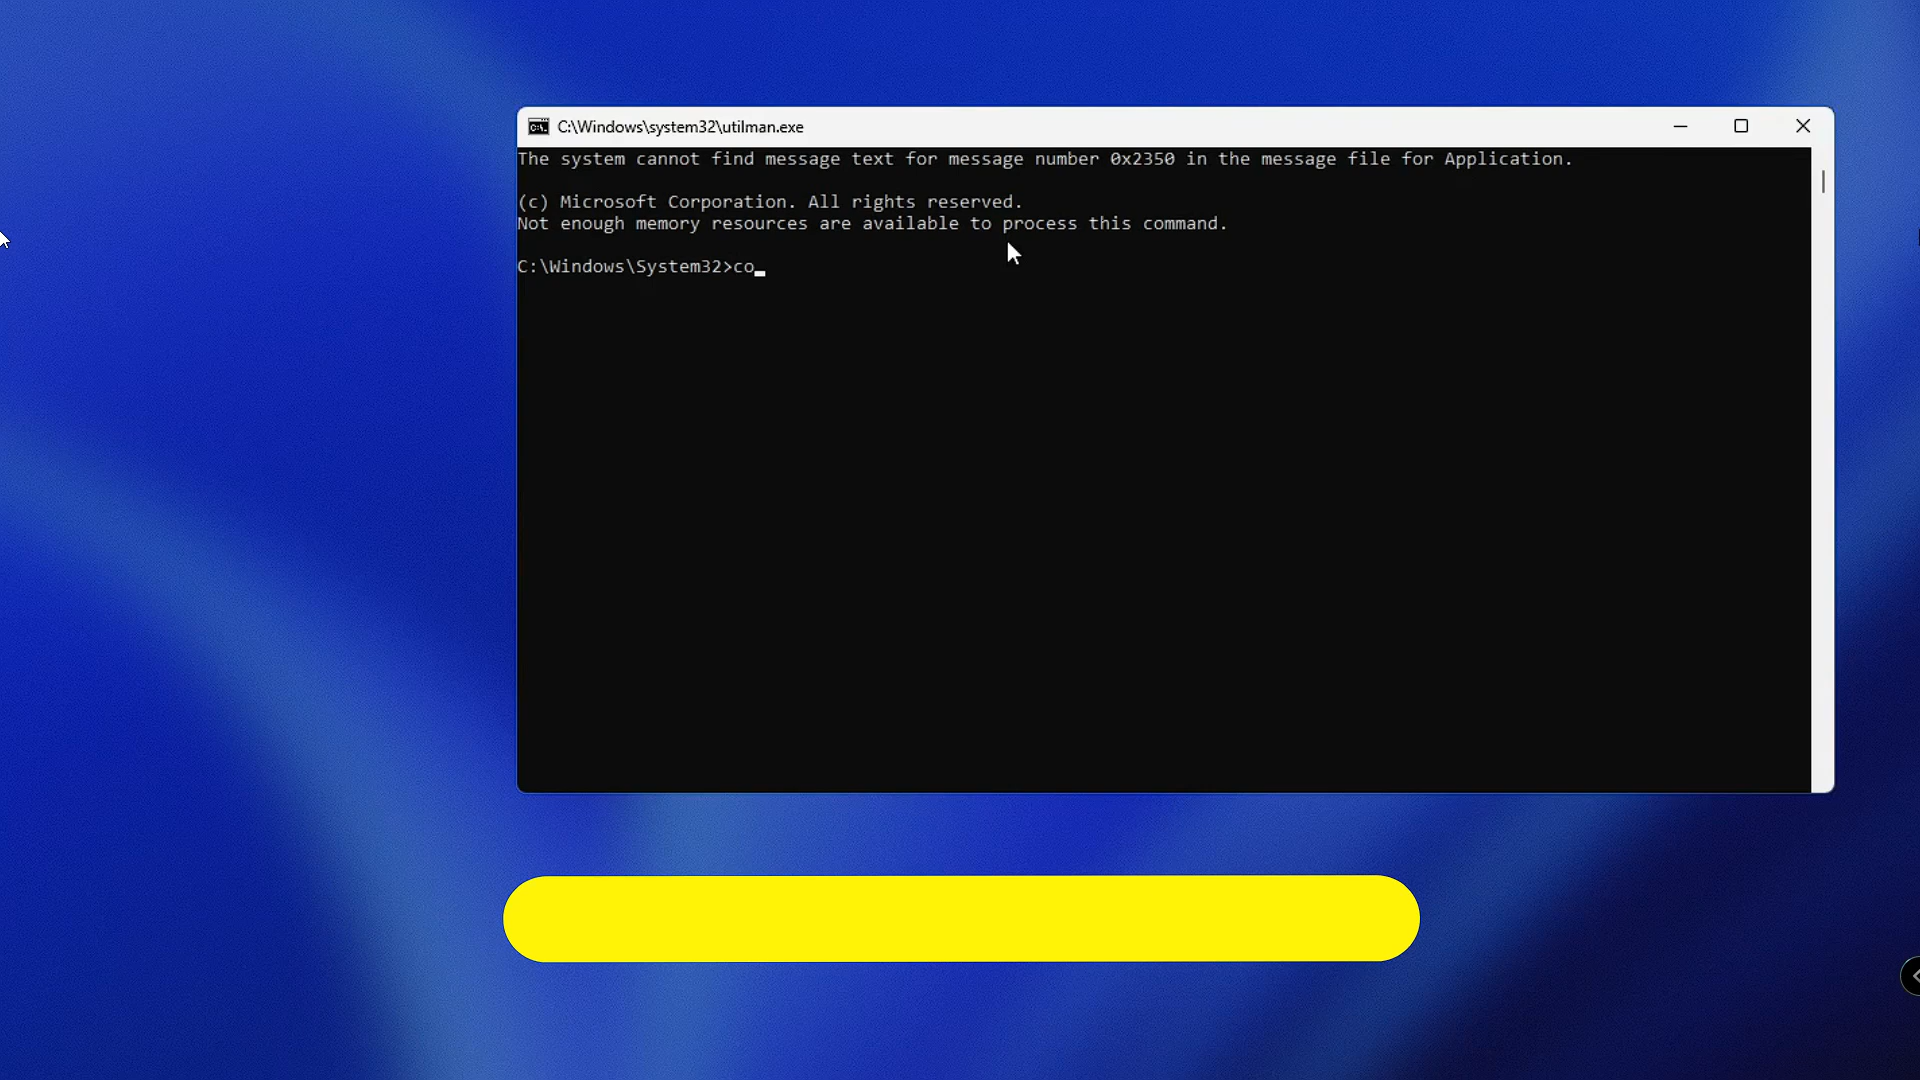 C:\Windows\system32\utilman.exe
The system cannot find message text for message number 0x2350 in the message file for Application.
(c) Microsoft Corporation. All rights reserved.
Not enough memory resources are available to process this command.
C:\Windows\System32>co_